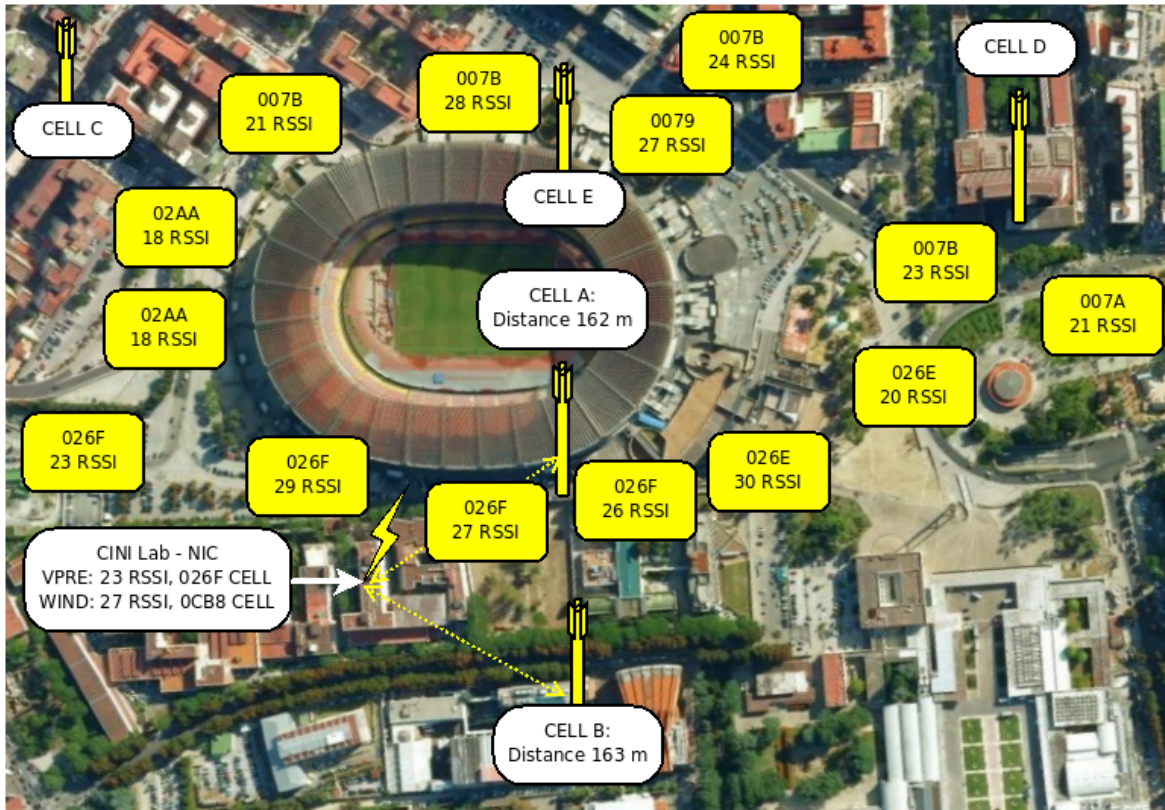 CELL C
007B
21 RSSI
007B
28 RSSI
007B
24 RSSI
CELL D
0079
27 RSSI
CELL E
02AA
18 RSSI
007B
23 RSSI
CELL A:
Distance 162 m
02AA
18 RSSI
007A
21 RSSI
026E
20 RSSI
026F
23 RSSI
026F
29 RSSI
026F
27 RSSI
026F
26 RSSI
026E
30 RSSI
CINI Lab - NIC
VPRE: 23 RSSI, 026F CELL
WIND: 27 RSSI, 0CB8 CELL
CELL B:
Distance 163 m